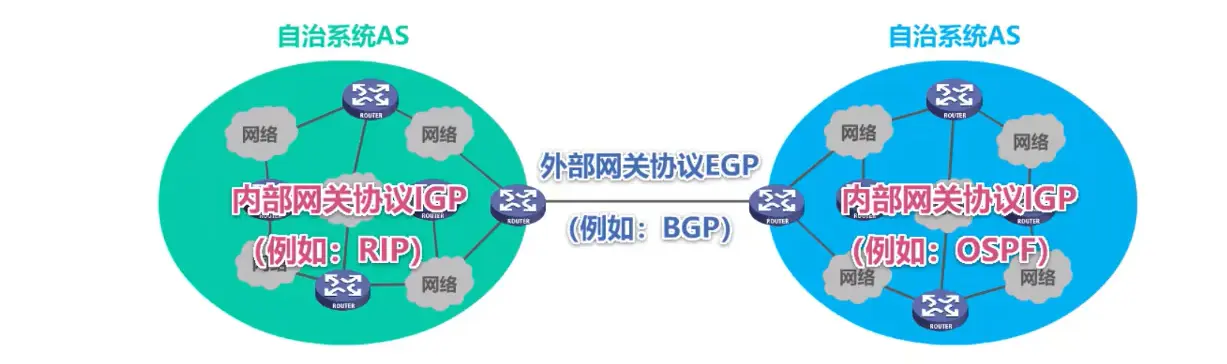 自治系统AS
自治系统AS
ROUTER
ROUTER
网络
网络
网络
网络
外部网关协议EGP
内部网关协议IGP
内部网关协议IGP
ROUTER
ROUTER
(例如：BGP)
(例如：RIP)
(例如：OSPF)
网络
网络
网络
网络
ROUTER
ROUTER